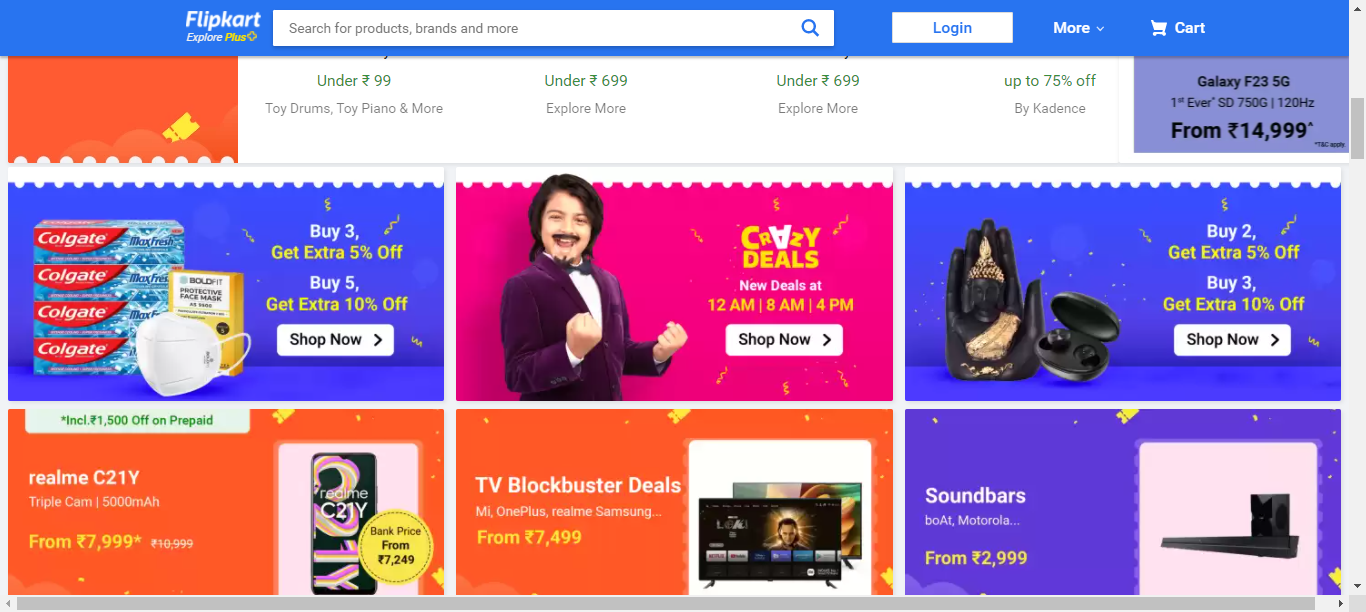 Flipkart
Explore Plus
Search for products, brands and more
Login
More
Cart
Under ₹ 99
Toy Drums, Toy Piano & More
Under ₹ 699
Explore More
Under ₹ 699
Explore More
up to 75% off
By Kadence
Galaxy F23 5G
1st Ever* SD 750G | 120Hz
From ₹14,999^
*T&C apply.
Colgate MaxFresh
Colgate MaxFresh
Colgate
Colgate
BOLDFIT
PROTECTIVE
FACE MASK
Buy 3,
Get Extra 5% Off
Buy 5,
Get Extra 10% Off
Shop Now
CRAZY
DEALS
New Deals at
12 AM | 8 AM | 4 PM
Shop Now
Buy 2,
Get Extra 5% Off
Buy 3,
Get Extra 10% Off
Shop Now
*Incl.₹1,500 Off on Prepaid
realme C21Y
Triple Cam | 5000mAh
From ₹7,999* ₹10,999
realme
C21Y
Bank Price
From
₹7,249
TV Blockbuster Deals
Mi, OnePlus, realme Samsung...
From ₹7,499
LOKI
Soundbars
boAt, Motorola...
From ₹2,999